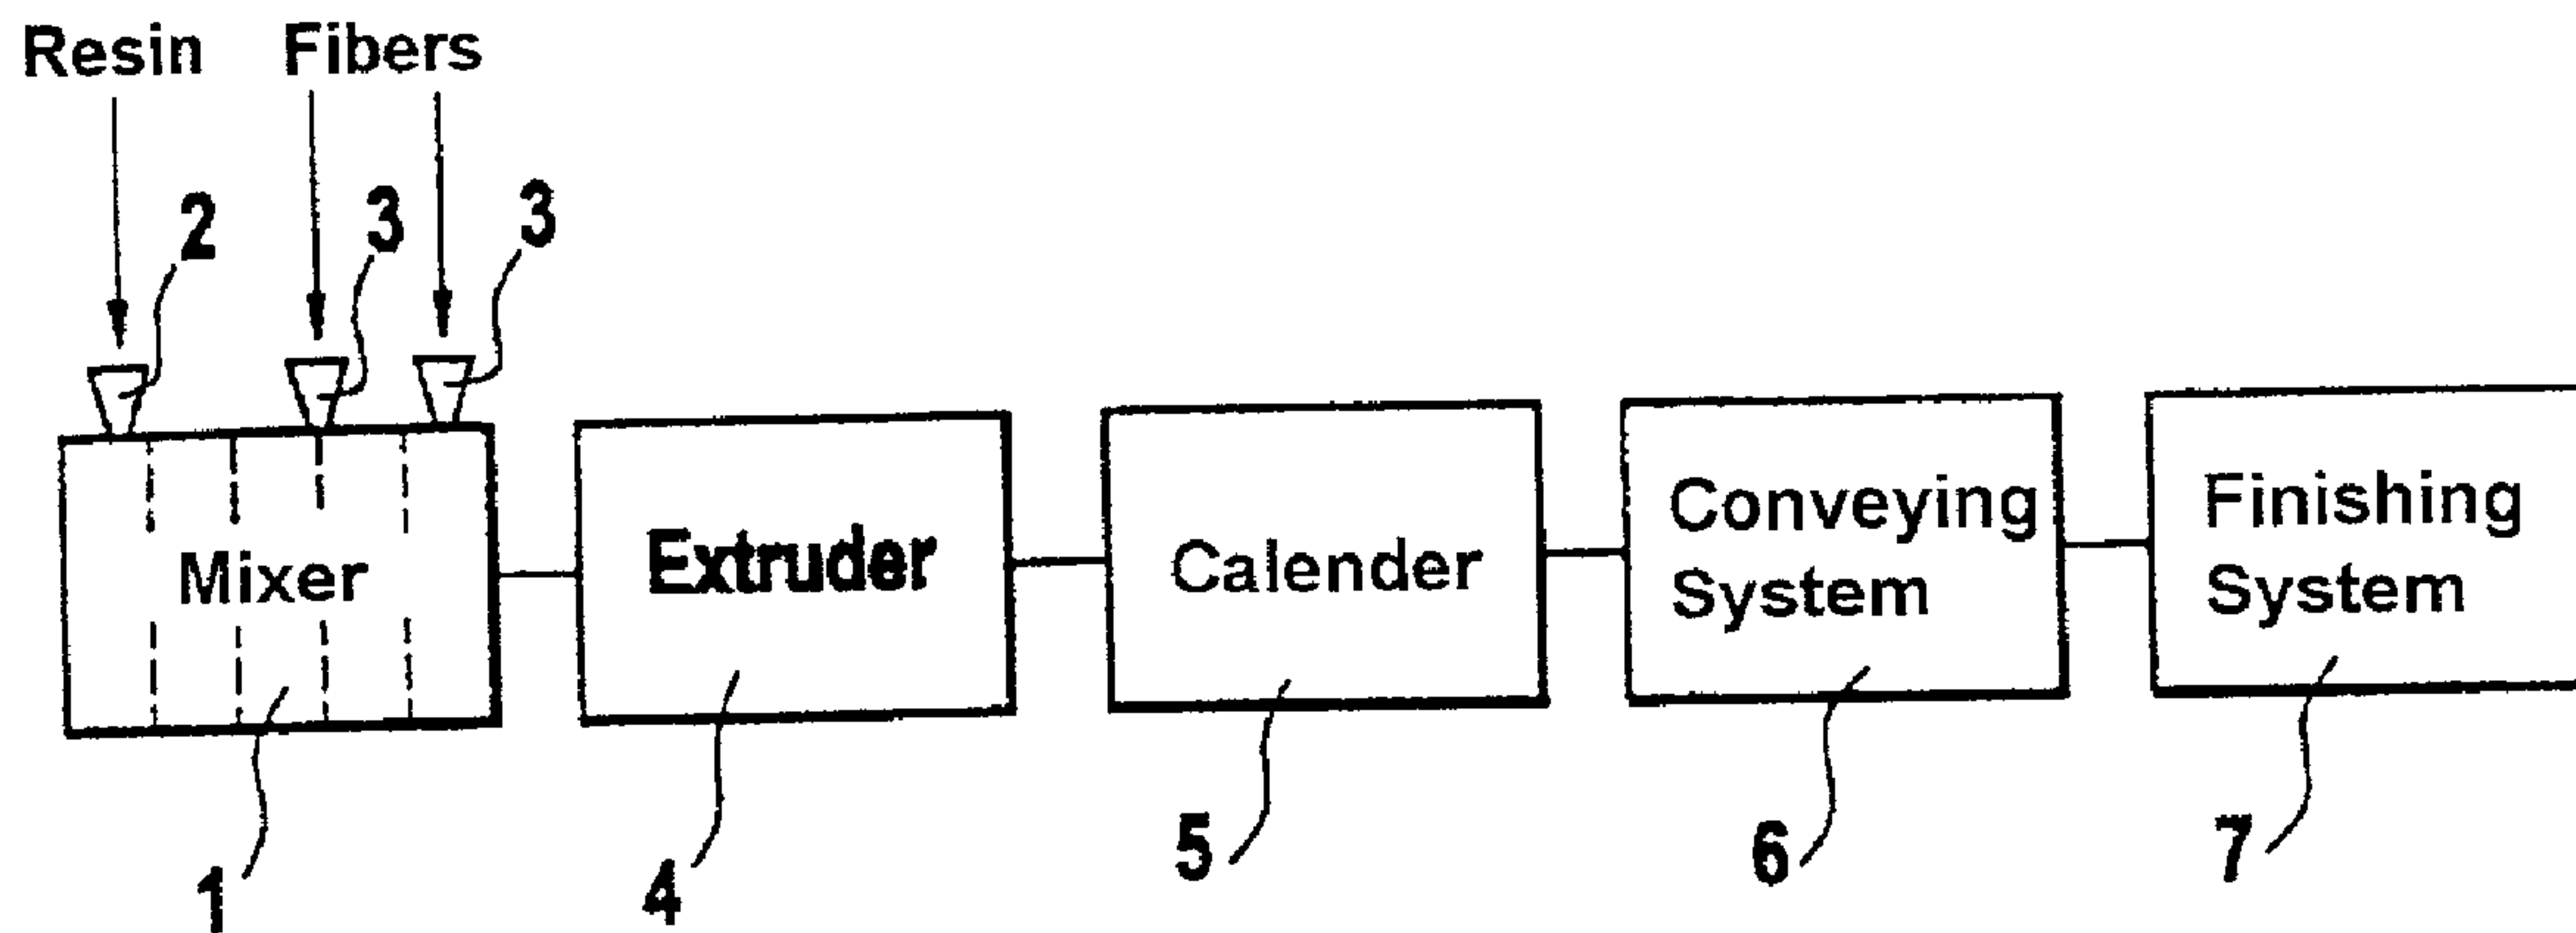 Resin Fibers
2 3 3
Mixer
Extruder
Calender
Conveying
System
Finishing
System
1 4 5 6 7